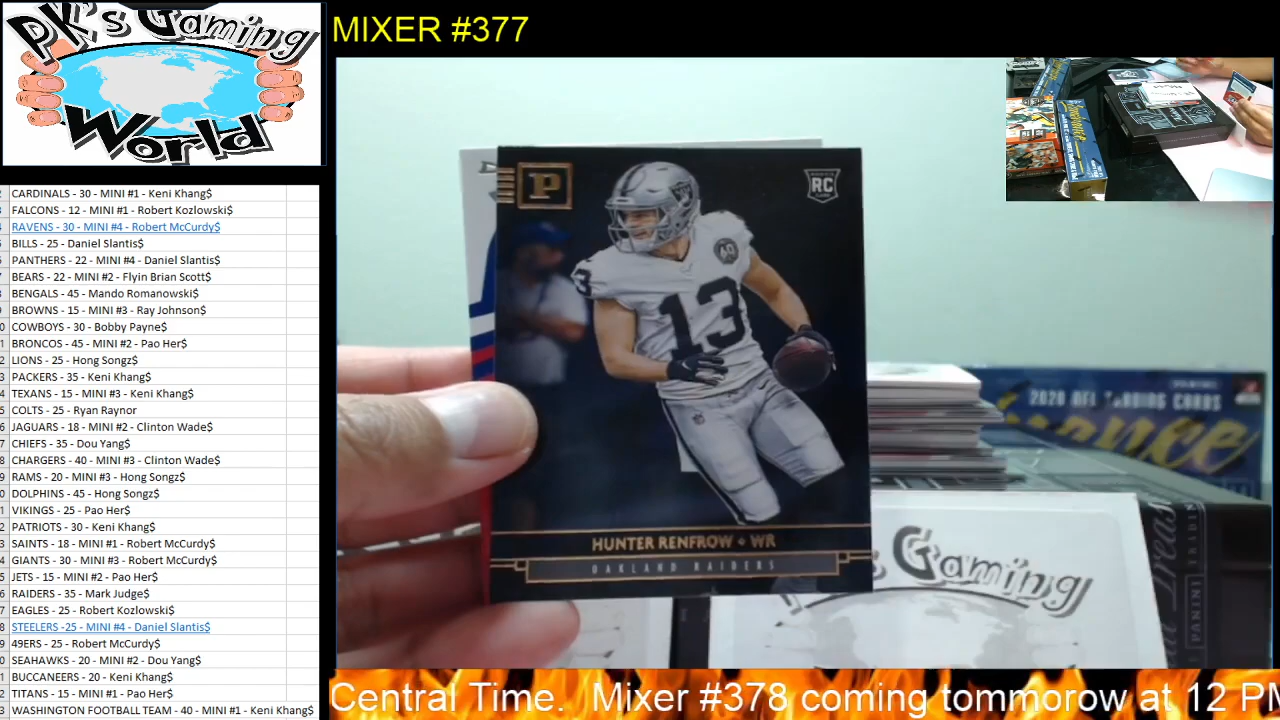 PK's Gaming
World
MIXER #377
CARDINALS - 30 - MINI #1 - Keni Khang$
FALCONS - 12 - MINI #1 - Robert Kozlowski$
RAVENS - 30 - MINI #4 - Robert McCurdy$
BILLS - 25 - Daniel Slantis$
PANTHERS - 22 - MINI #4 - Daniel Slantis$
BEARS - 22 - MINI #2 - Flyin Brian Scott$
BENGALS - 45 - Mando Romanowski$
BROWNS - 15 - MINI #3 - Ray Johnson$
COWBOYS - 30 - Bobby Payne$
BRONCOS - 45 - MINI #2 - Pao Her$
LIONS - 25 - Hong Songz$
PACKERS - 35 - Keni Khang$
TEXANS - 15 - MINI #3 - Keni Khang$
COLTS - 25 - Ryan Raynor
JAGUARS - 18 - MINI #2 - Clinton Wade$
CHIEFS - 35 - Dou Yang$
CHARGERS - 40 - MINI #3 - Clinton Wade$
RAMS - 20 - MINI #3 - Hong Songz$
DOLPHINS - 45 - Hong Songz$
VIKINGS - 25 - Pao Her$
PATRIOTS - 30 - Keni Khang$
SAINTS - 18 - MINI #1 - Robert McCurdy$
GIANTS - 30 - MINI #3 - Robert McCurdy$
JETS - 15 - MINI #2 - Pao Her$
RAIDERS - 35 - Mark Judge$
EAGLES - 25 - Robert Kozlowski$
STEELERS -25 - MINI #4 - Daniel Slantis$
49ERS - 25 - Robert McCurdy$
SEAHAWKS - 20 - MINI #2 - Dou Yang$
BUCCANEERS - 20 - Keni Khang$
TITANS - 15 - MINI #1 - Pao Her$
WASHINGTON FOOTBALL TEAM - 40 - MINI #1 - Keni Khang$
P
RC
60
13
3
HUNTER RENFROW • WR
OAKLAND RAIDERS
PANINI
2020 NFL TRADING CARDS
Gaming
PANINI
Central Time. Mixer #378 coming tommorow at 12 PM